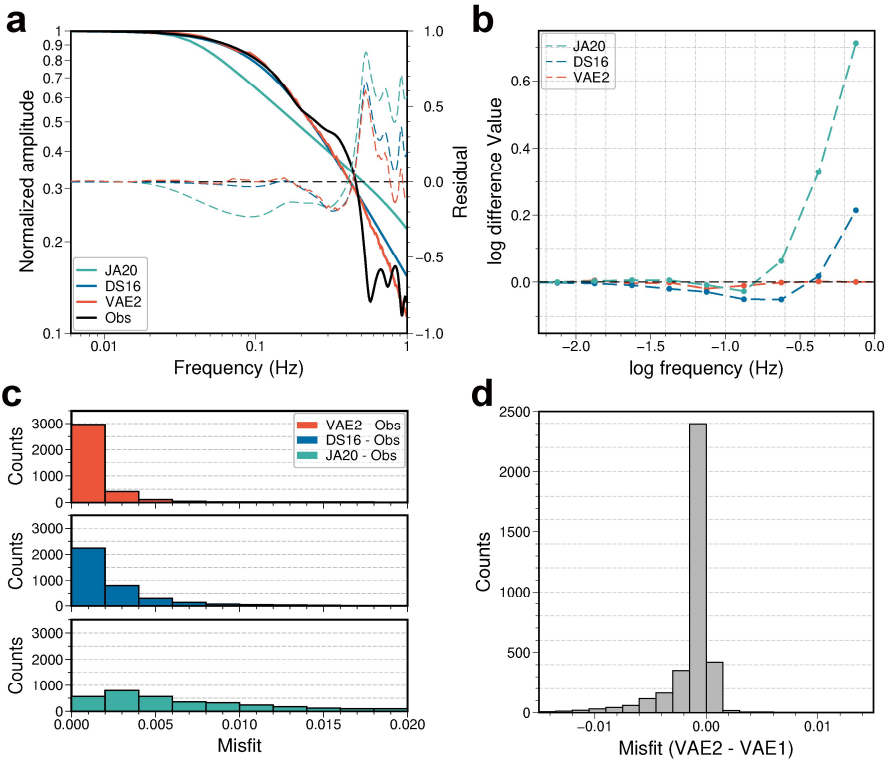 a
1
0.9
0.8
0.7
0.6
0.5
0.4
0.3
0.2
0.1
Normalized amplitude
1.0
0.5
0.0
−0.5
−1.0
Residual
JA20
DS16
VAE2
Obs
0.01
0.1
1
Frequency (Hz)
b
0.6
0.4
0.2
0.0
log difference Value
JA20
DS16
VAE2
−2.0
−1.5
−1.0
−0.5
0.0
log frequency (Hz)
c
3000
2000
1000
0
Counts
VAE2 Obs
DS16 - Obs
JA20 - Obs
3000
2000
1000
0
Counts
3000
2000
1000
0
Counts
0.000
0.005
0.010
0.015
0.020
Misfit
d
2500
2000
1500
1000
500
0
Counts
−0.01
0.00
0.01
Misfit (VAE2 - VAE1)